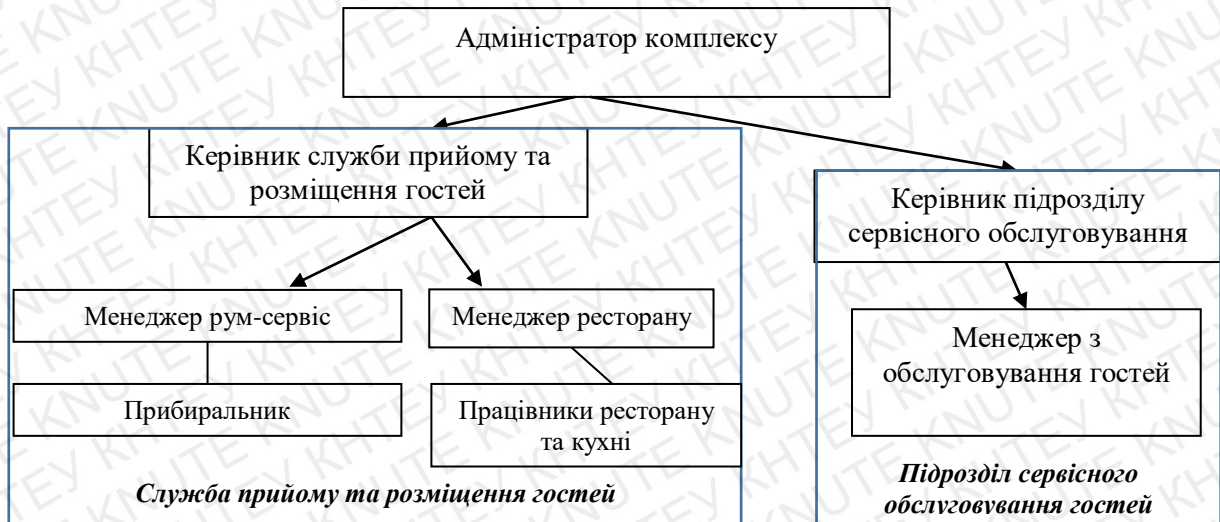 Адміністратор комплексу
Керівник служби прийому та
розміщення гостей
Керівник підрозділу
сервісного обслуговування
Менеджер рум-сервіс
Менеджер ресторану
Менеджер з
обслуговування гостей
Прибиральник
Працівники ресторану
та кухні
Служба прийому та розміщення гостей
Підрозділ сервісного
обслуговування гостей